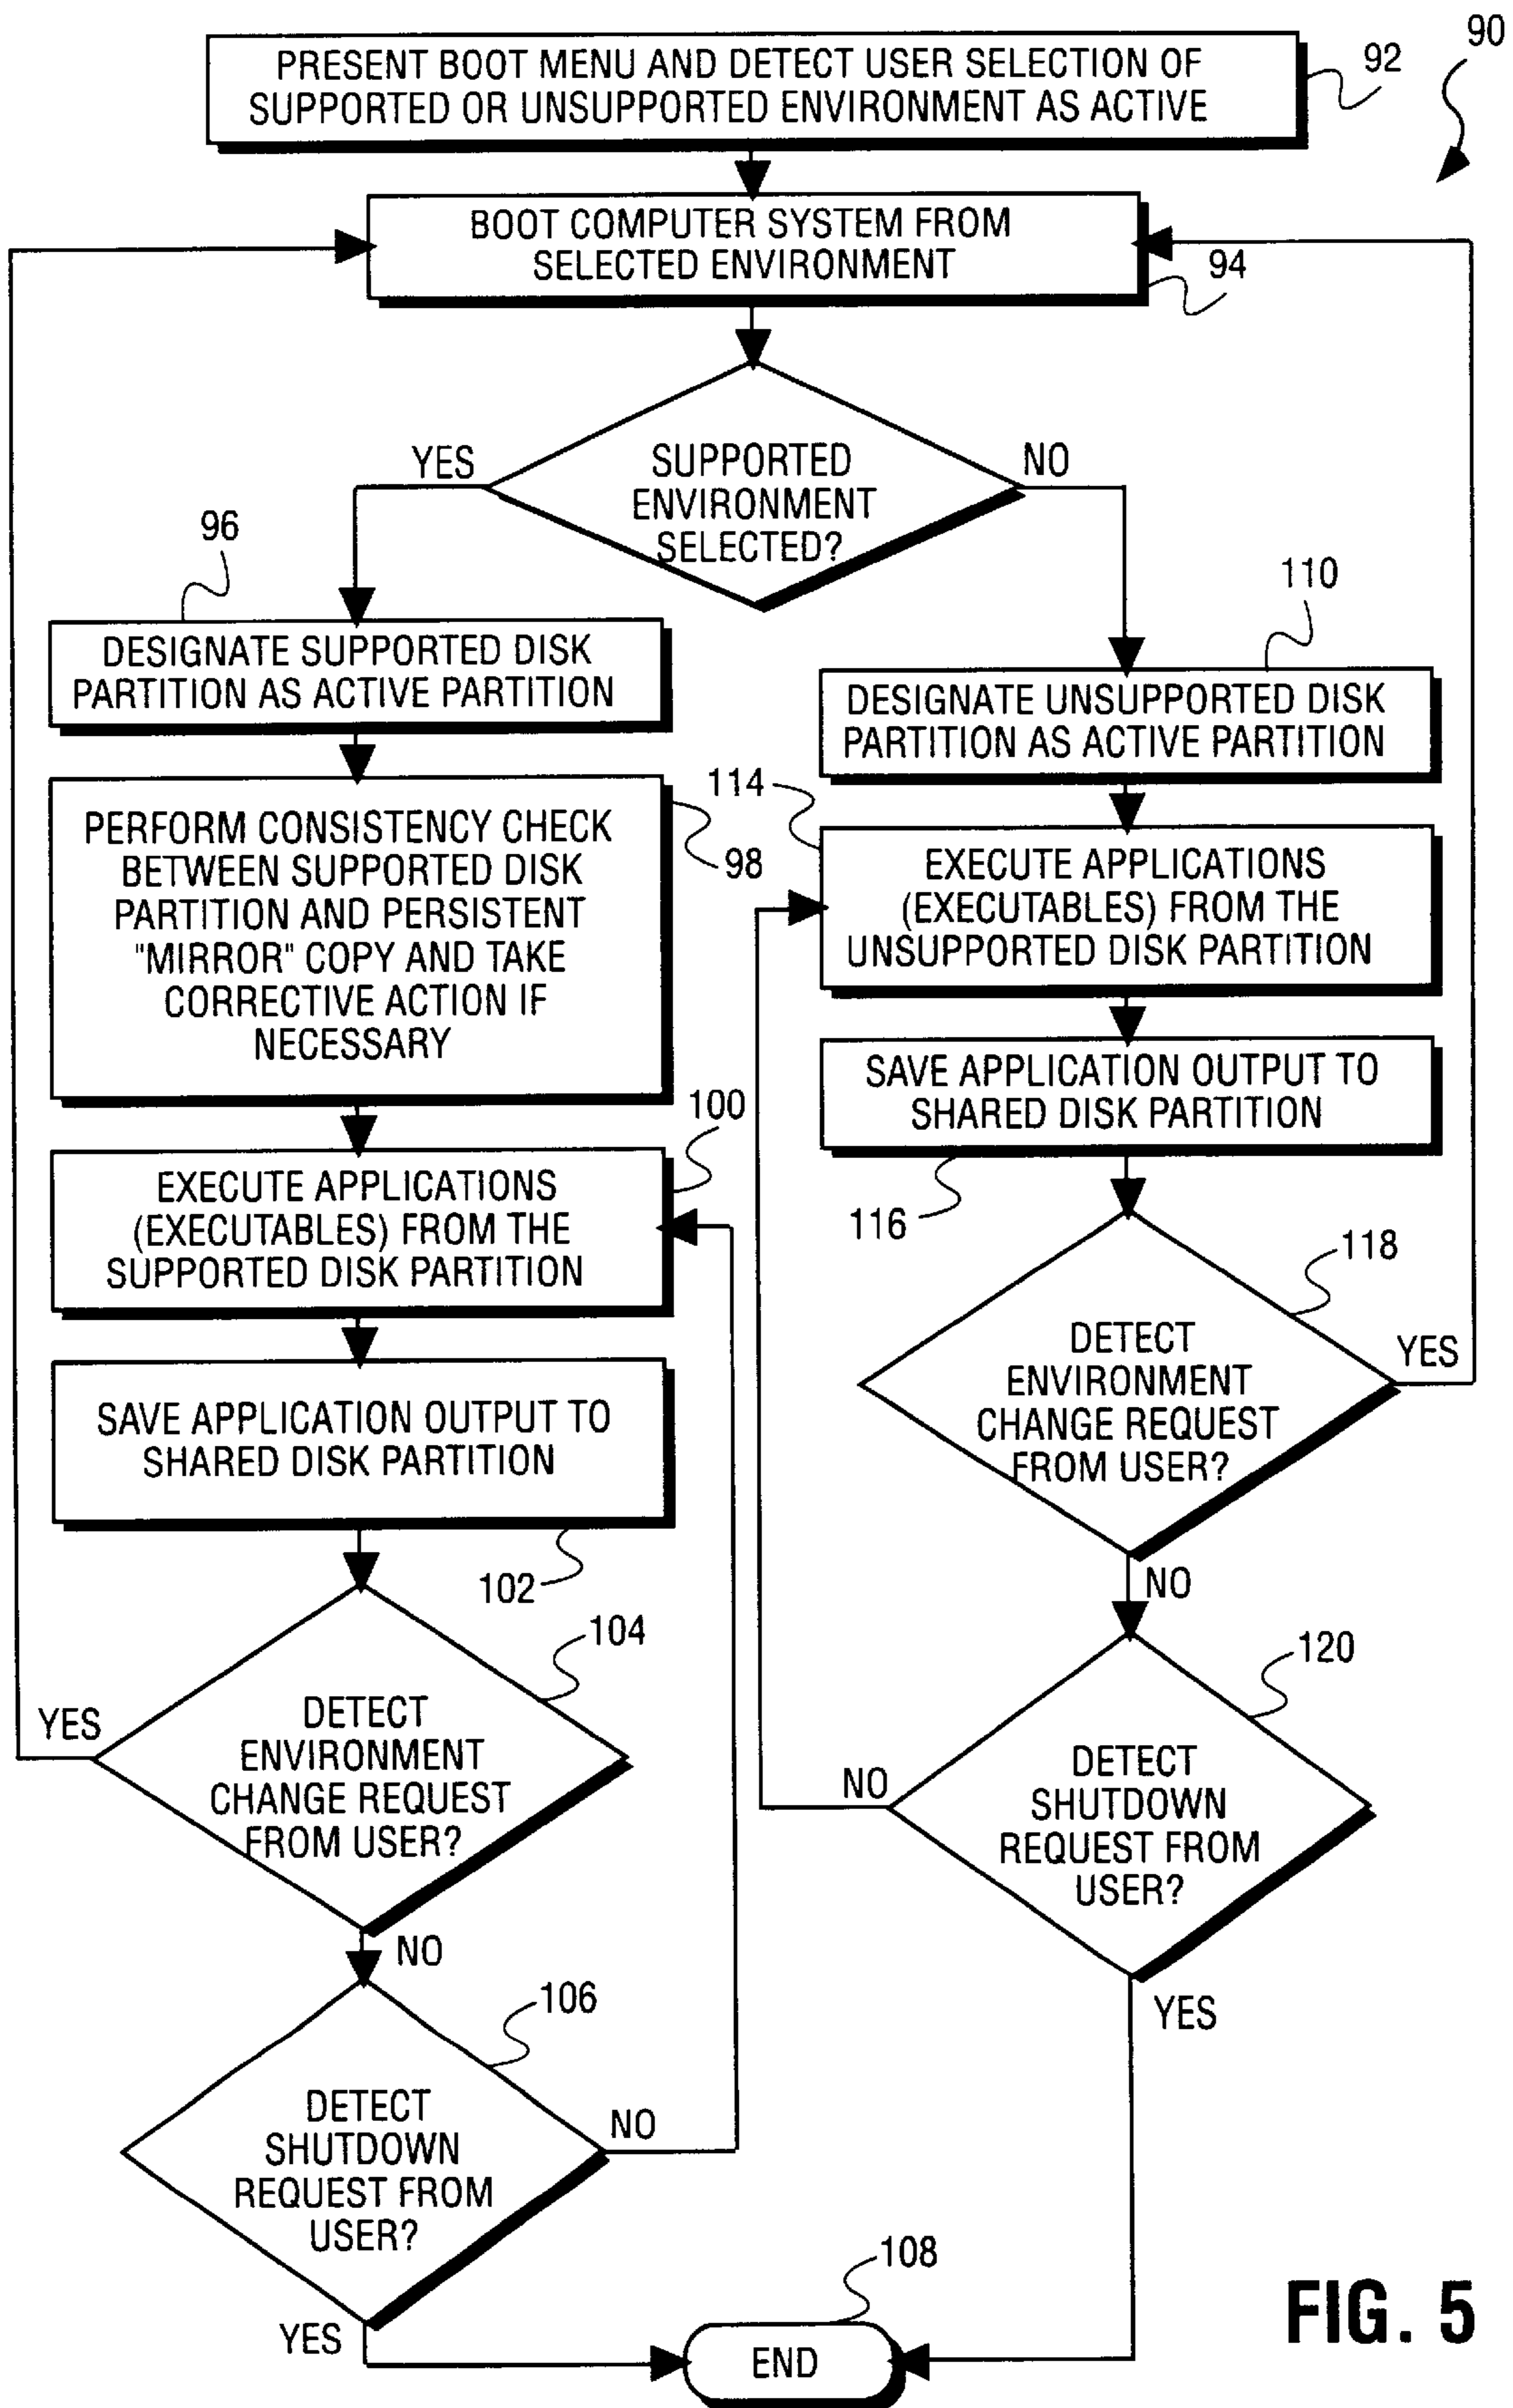 90
PRESENT BOOT MENU AND DETECT USER SELECTION OF
SUPPORTED OR UNSUPPORTED ENVIRONMENT AS ACTIVE
92
BOOT COMPUTER SYSTEM FROM
SELECTED ENVIRONMENT
94
SUPPORTED
ENVIRONMENT
SELECTED?
YES
NO
96
DESIGNATE SUPPORTED DISK
PARTITION AS ACTIVE PARTITION
PERFORM CONSISTENCY CHECK
BETWEEN SUPPORTED DISK
PARTITION AND PERSISTENT
"MIRROR" COPY AND TAKE
CORRECTIVE ACTION IF
NECESSARY
98
EXECUTE APPLICATIONS
(EXECUTABLES) FROM THE
SUPPORTED DISK PARTITION
100
SAVE APPLICATION OUTPUT TO
SHARED DISK PARTITION
102
DETECT
ENVIRONMENT
CHANGE REQUEST
FROM USER?
104
YES
NO
DETECT
SHUTDOWN
REQUEST FROM
USER?
106
NO
YES
110
DESIGNATE UNSUPPORTED DISK
PARTITION AS ACTIVE PARTITION
114
EXECUTE APPLICATIONS
(EXECUTABLES) FROM THE
UNSUPPORTED DISK PARTITION
SAVE APPLICATION OUTPUT TO
SHARED DISK PARTITION
116
DETECT
ENVIRONMENT
CHANGE REQUEST
FROM USER?
118
YES
NO
DETECT
SHUTDOWN
REQUEST FROM
USER?
120
NO
YES
108
END
FIG. 5